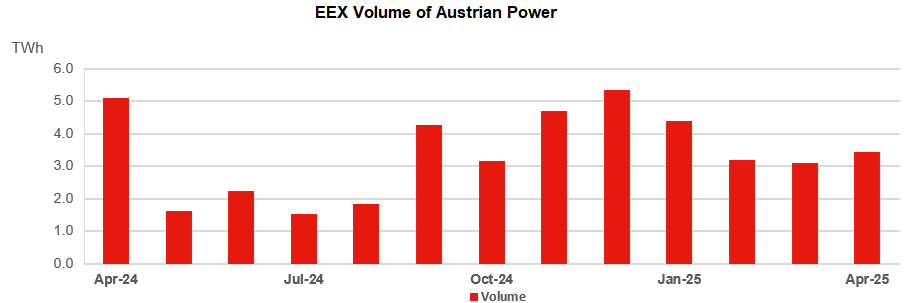 EEX Volume of Austrian Power
TWh
6.0
5.0
4.0
3.0
2.0
1.0
0.0
Apr-24 Jul-24 Oct-24 Jan-25 Apr-25
Volume